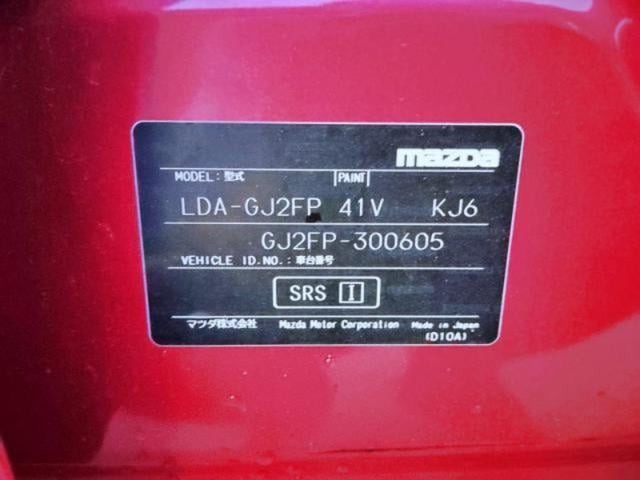 mazda
MODEL: 型式 PAINT
LDA-GJ2FP 41V KJ6
GJ2FP-300605
VEHICLE ID.NO.: 車台番号
SRS I
マツダ株式会社 Mazda Motor Corporation Made in Japan
(D10A)